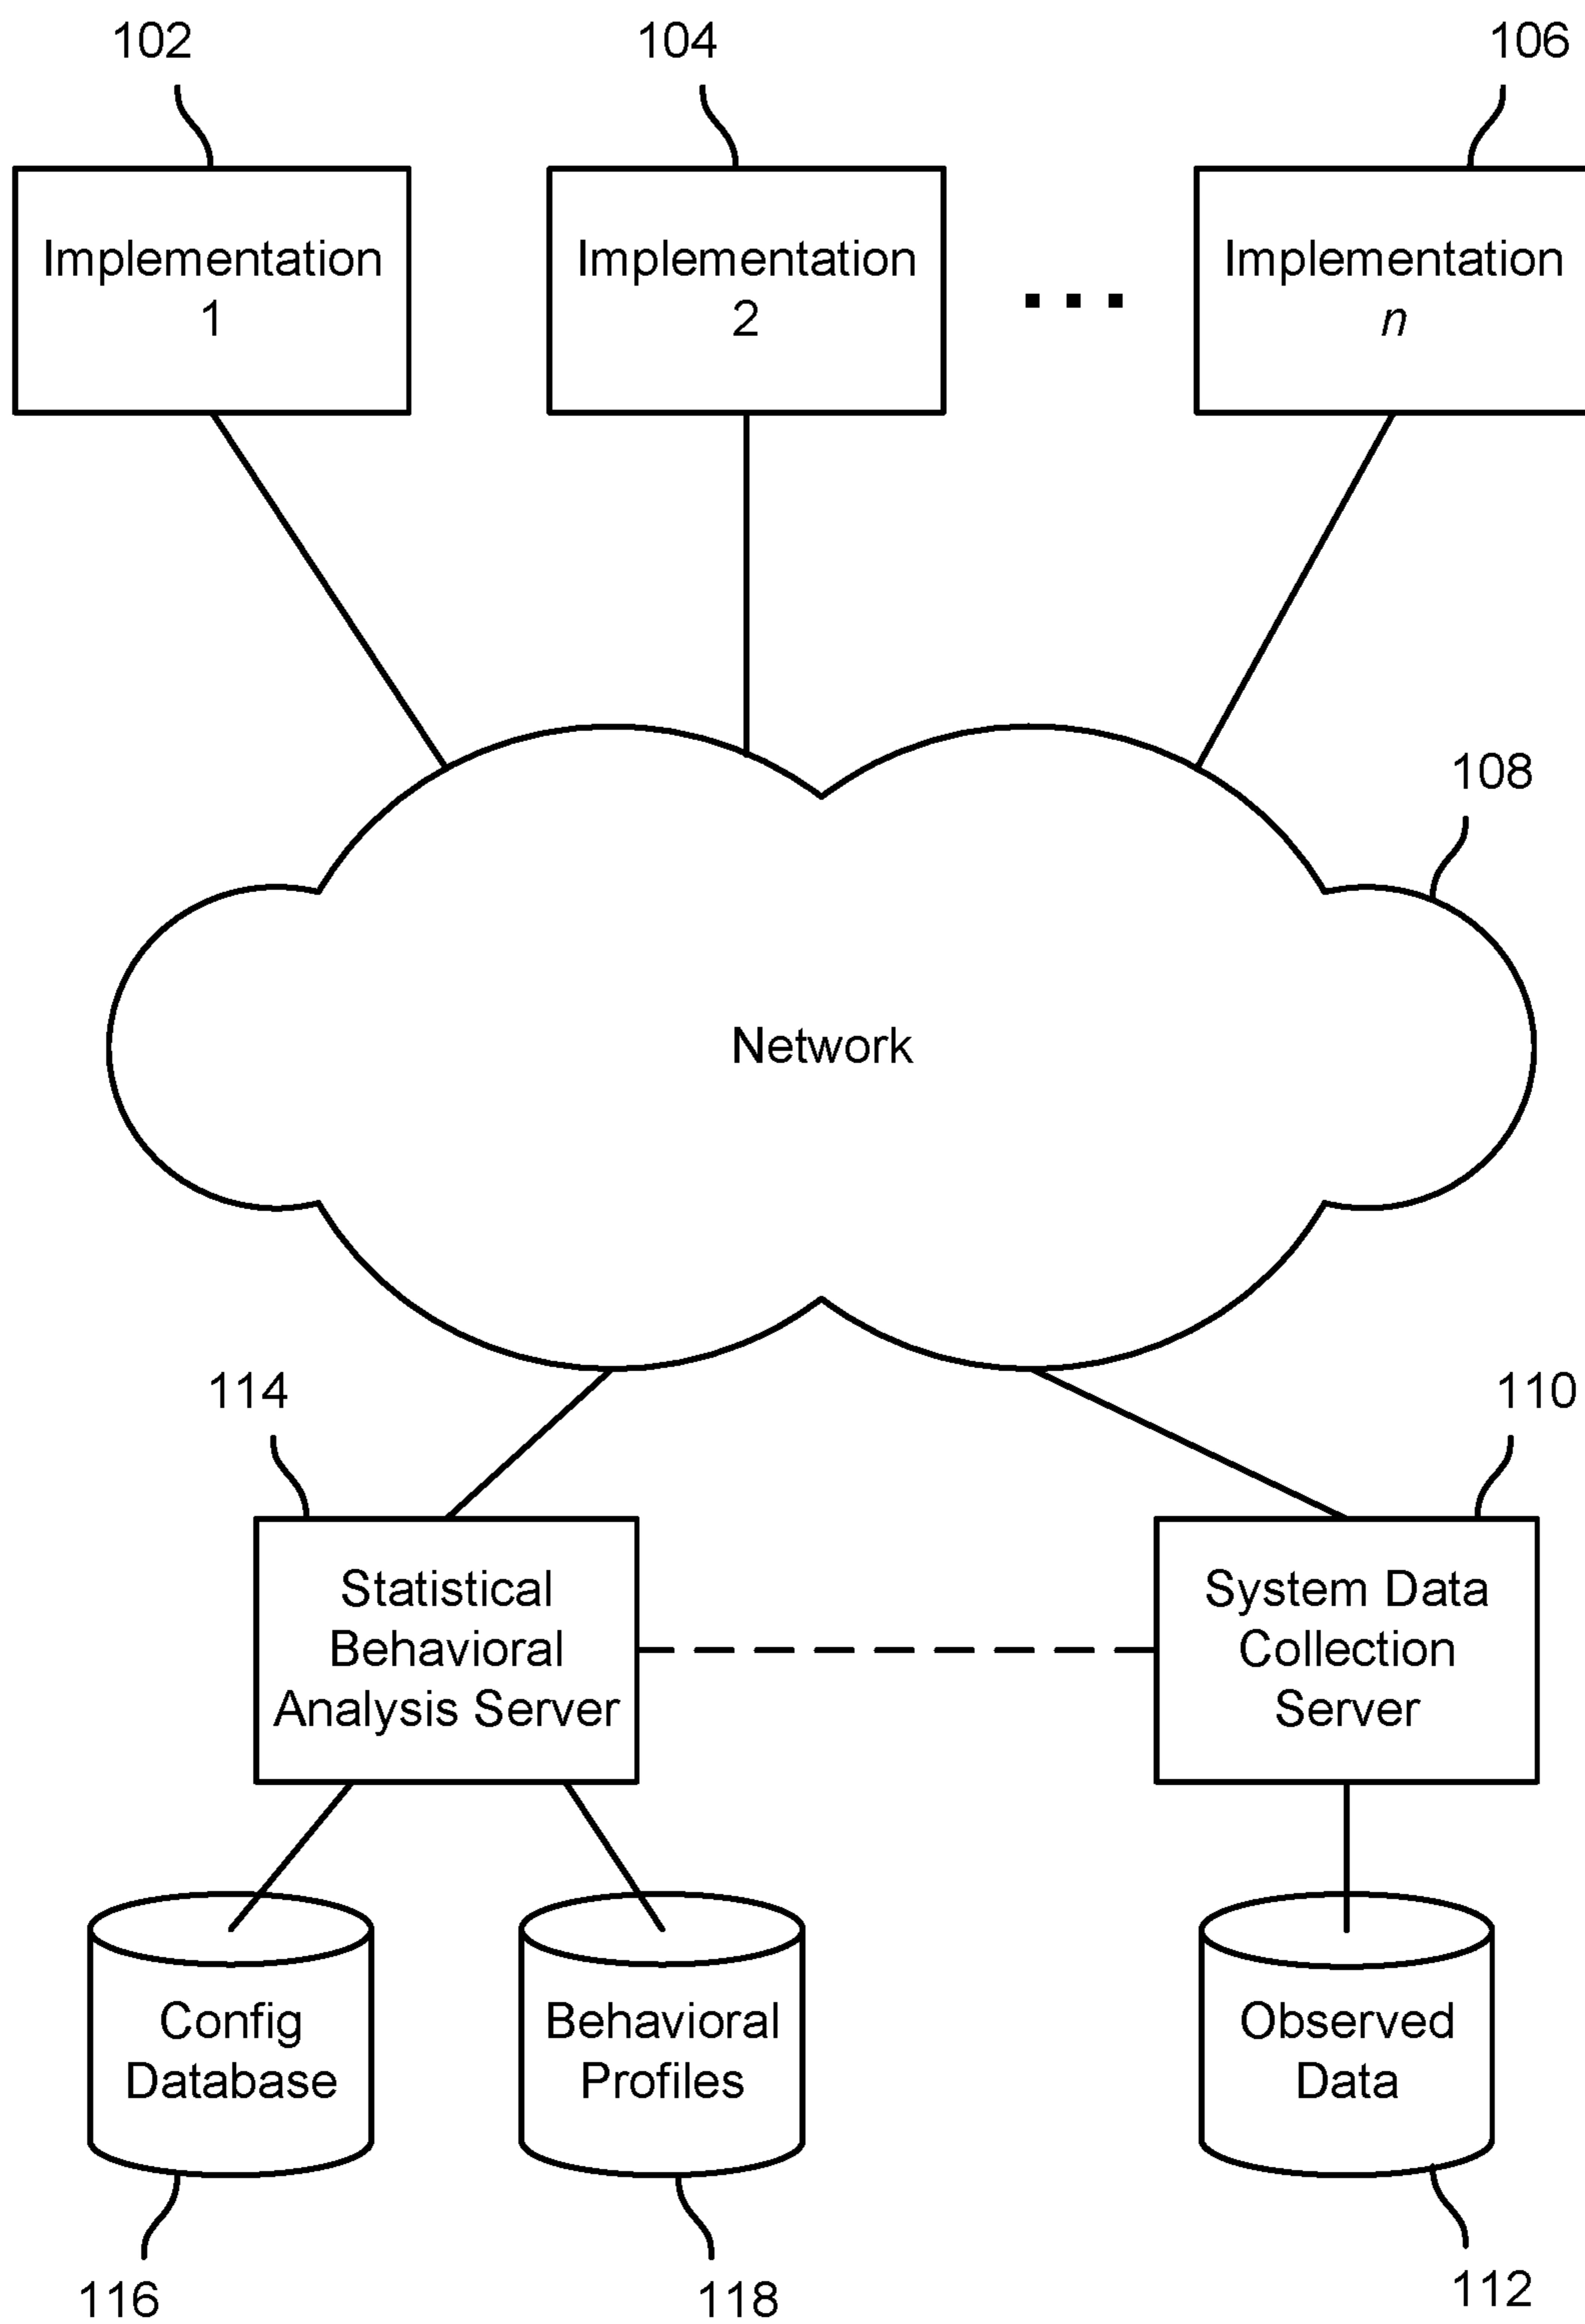 102
104
106
Implementation
1
Implementation
2
...
Implementation
n
108
Network
114
110
Statistical
Behavioral
Analysis Server
System Data
Collection
Server
Config
Database
Behavioral
Profiles
Observed
Data
116
118
112